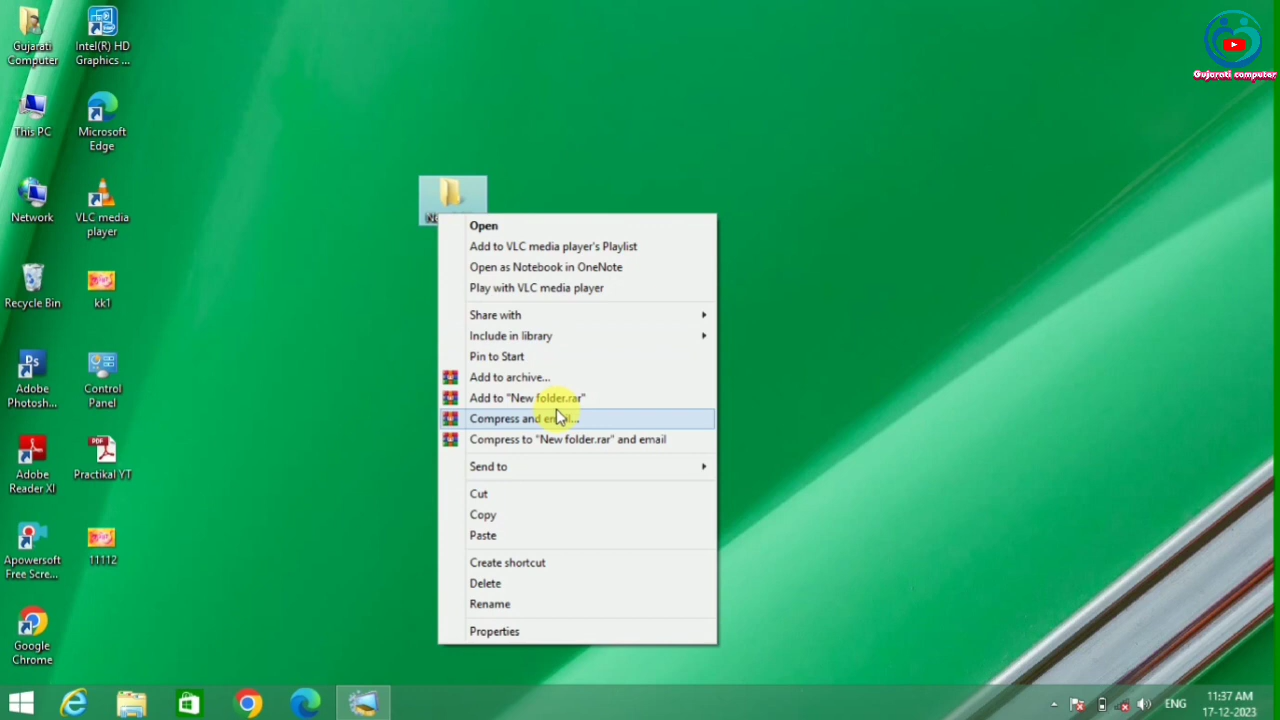 Gujarati
Computer
Intel(R) HD
Graphics ...
This PC
Microsoft
Edge
Network
VLC media
player
Recycle Bin
kk1
Ps
Adobe
Photosh...
Control
Panel
Adobe
Reader XI
PDF
Practikal YT
Apowersoft
Free Scre...
11112
Google
Chrome
Gujarati computer
Open
Add to VLC media player's Playlist
Open as Notebook in OneNote
Play with VLC media player
Share with
Include in library
Pin to Start
Add to archive...
Add to "New folder.rar"
Compress and email...
Compress to "New folder.rar" and email
Send to
Cut
Copy
Paste
Create shortcut
Delete
Rename
Properties
ENG
11:37 AM
17-12-2023